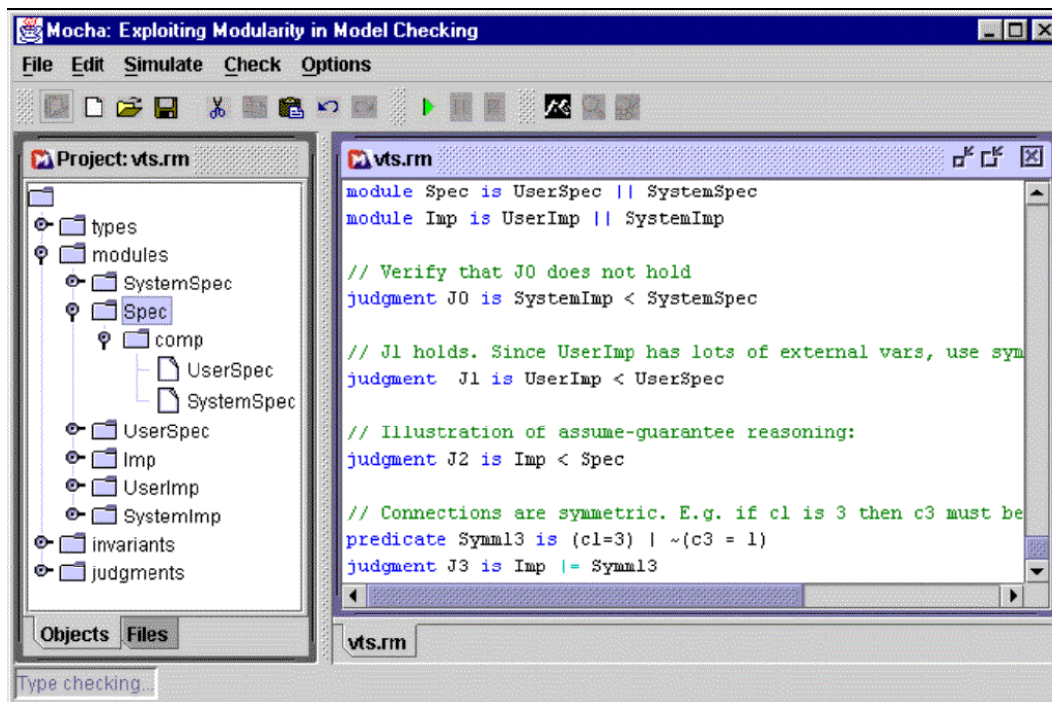 Mocha: Exploiting Modularity in Model Checking
File Edit Simulate Check Options
Project: vts.rm
types
modules
SystemSpec
Spec
comp
UserSpec
SystemSpec
UserSpec
Imp
UserImp
SystemImp
invariants
judgments
Objects Files
vts.rm
module Spec is UserSpec || SystemSpec
module Imp is UserImp || SystemImp
// Verify that J0 does not hold
judgment J0 is SystemImp < SystemSpec
// J1 holds. Since UserImp has lots of external vars, use sym
judgment J1 is UserImp < UserSpec
// Illustration of assume-guarantee reasoning:
judgment J2 is Imp < Spec
// Connections are symmetric. E.g. if c1 is 3 then c3 must be
predicate Symm13 is (c1=3) | ~(c3 = 1)
judgment J3 is Imp |= Symm13
vts.rm
Type checking...